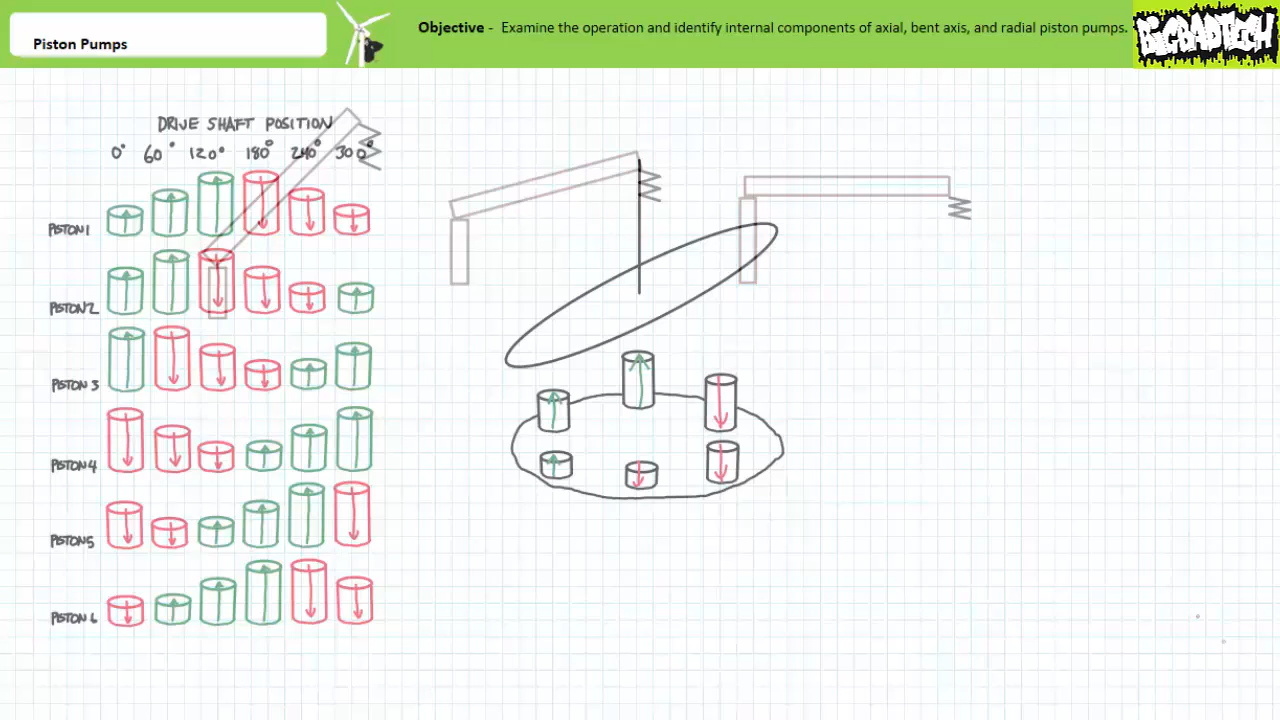 Piston Pumps
Objective - Examine the operation and identify internal components of axial, bent axis, and radial piston pumps.
BIGBADTECH
DRIVE SHAFT POSITION
0° 60° 120° 180° 240° 300°
PISTON 1
PISTON 2
PISTON 3
PISTON 4
PISTON 5
PISTON 6